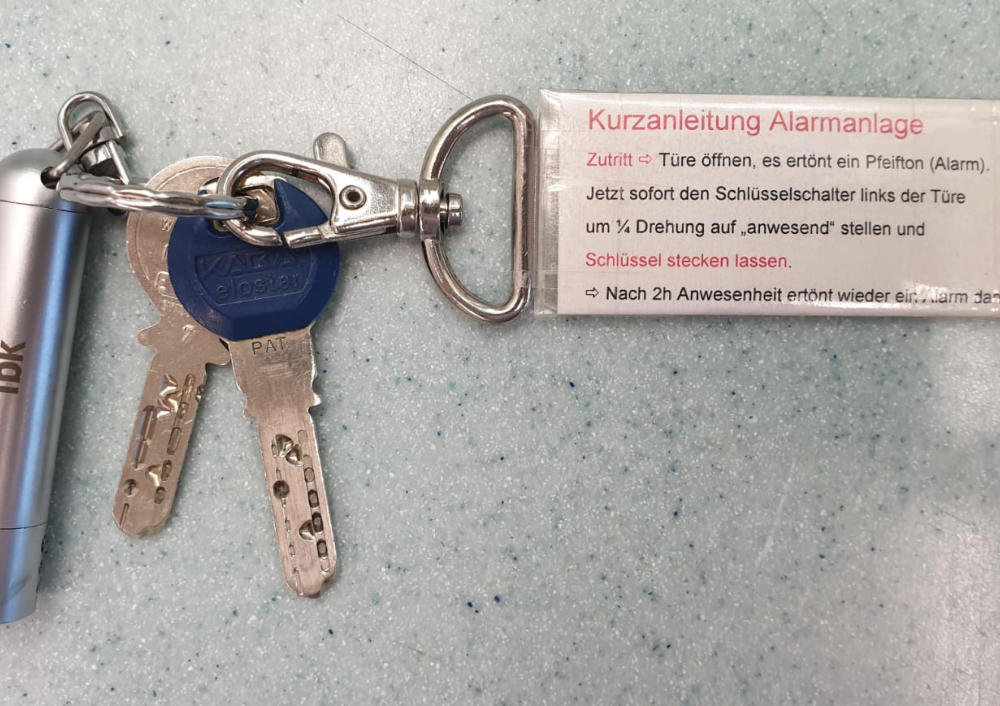 Kurzanleitung Alarmanlage
Zutritt ⇨ Türe öffnen, es ertönt ein Pfeifton (Alarm).
Jetzt sofort den Schlüsselschalter links der Türe
um ¼ Drehung auf „anwesend“ stellen und
Schlüssel stecken lassen.
⇨ Nach 2h Anwesenheit ertönt wieder ein Alarm
KABA
elostar
PAT